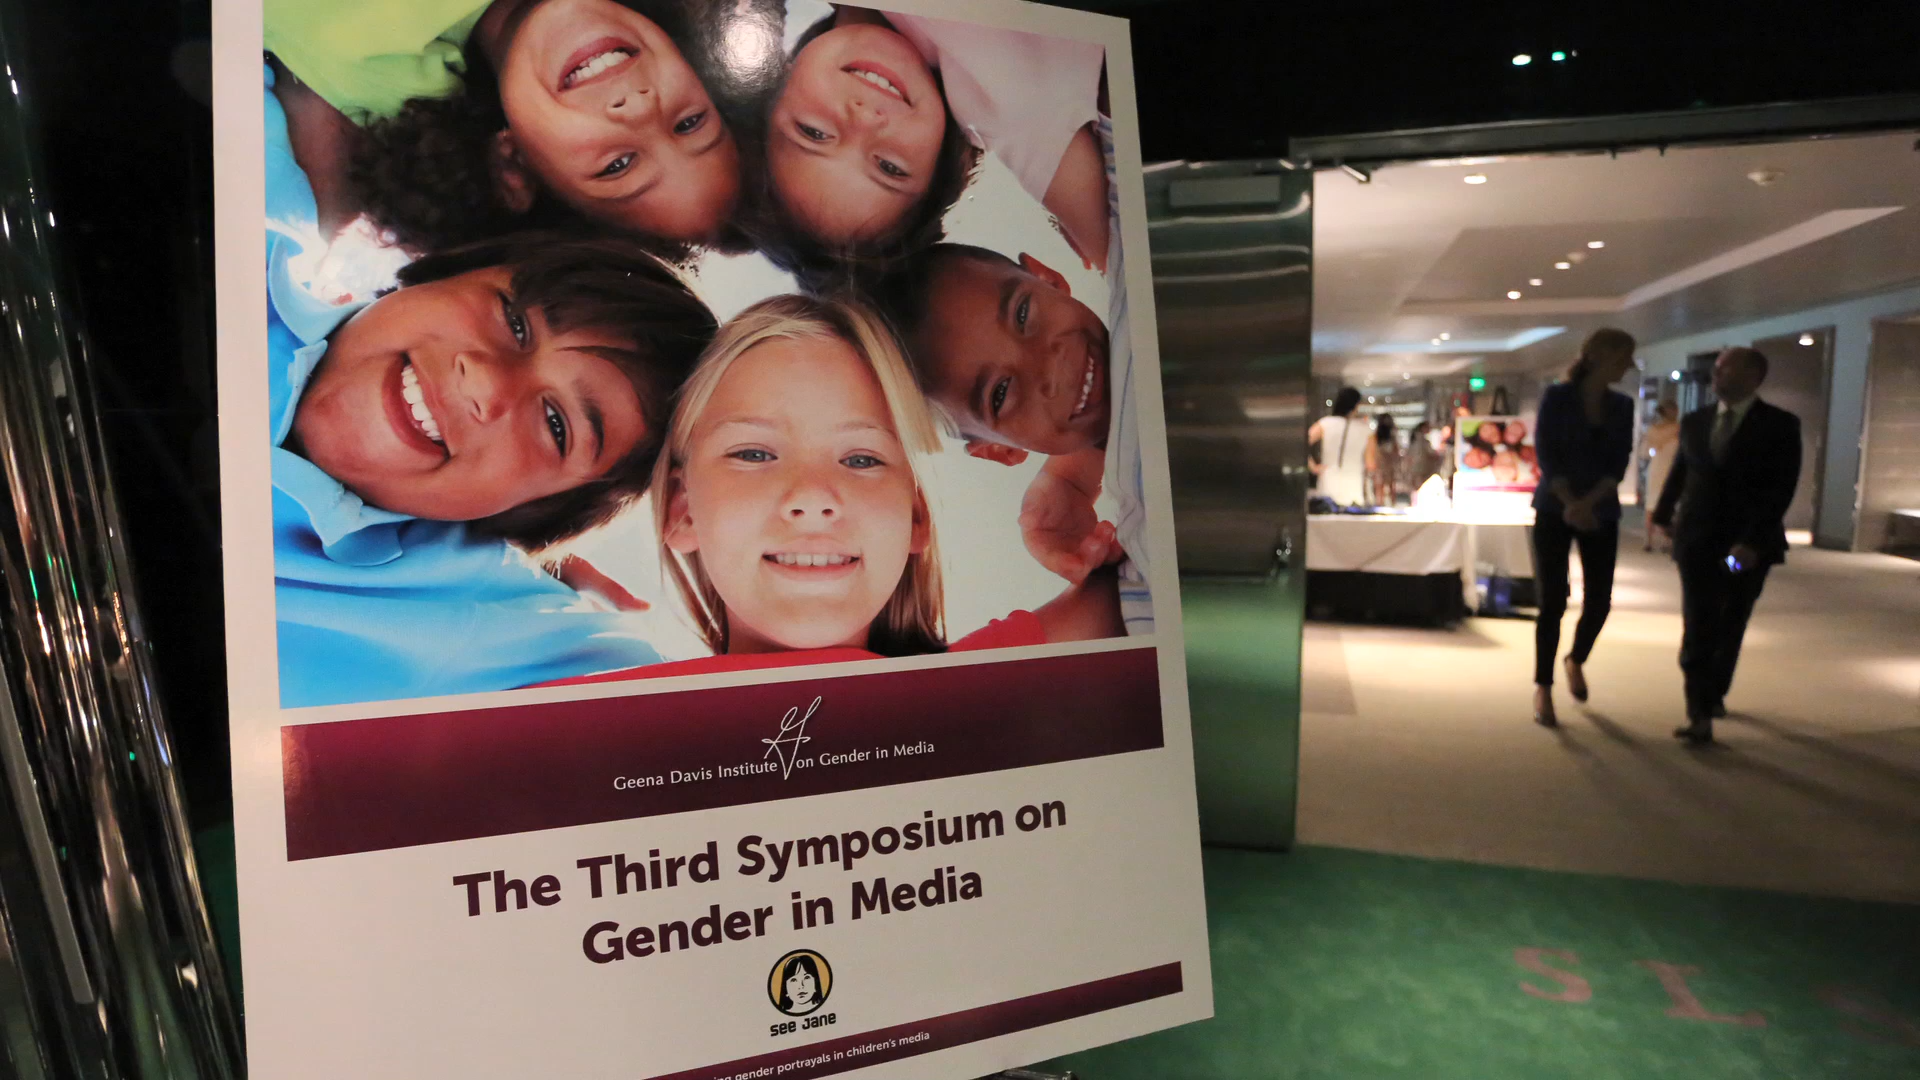 Geena Davis Institute on Gender in Media
The Third Symposium on
Gender in Media
see Jane
gender portrayals in children's media
S L